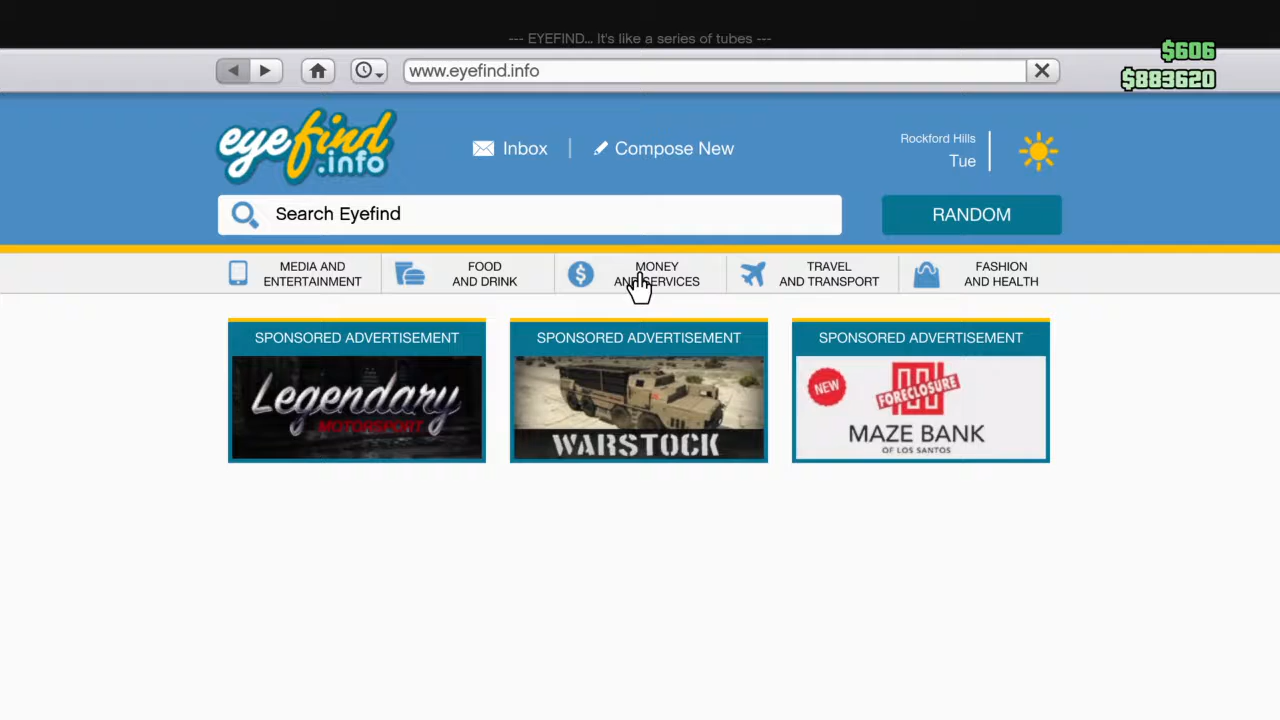 --- EYEFIND... It's like a series of tubes ---
$606
www.eyefind.info
$883620
eyefind
.info
Inbox
Compose New
Rockford Hills
Tue
Search Eyefind
RANDOM
MEDIA AND
ENTERTAINMENT
FOOD
AND DRINK
MONEY
AND SERVICES
TRAVEL
AND TRANSPORT
FASHION
AND HEALTH
SPONSORED ADVERTISEMENT
Legendary
MOTORSPORT
SPONSORED ADVERTISEMENT
WARSTOCK
SPONSORED ADVERTISEMENT
NEW
FORECLOSURE
MAZE BANK
OF LOS SANTOS